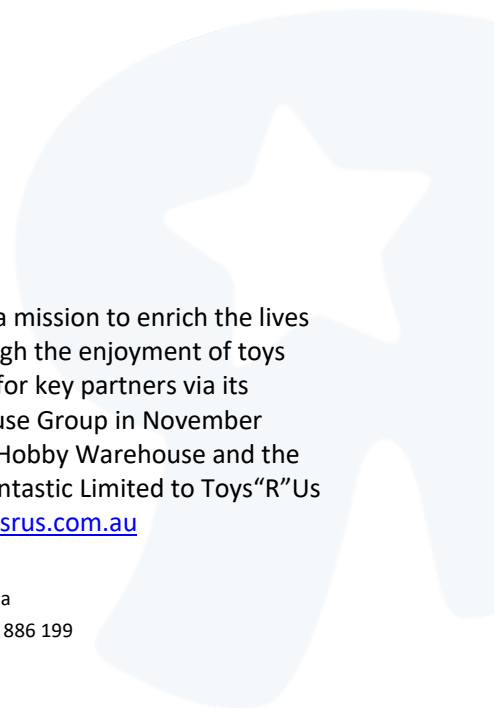 a mission to enrich the lives
gh the enjoyment of toys
for key partners via its
use Group in November
Hobby Warehouse and the
ntastic Limited to Toys“R”Us
srus.com.au
a
886 199